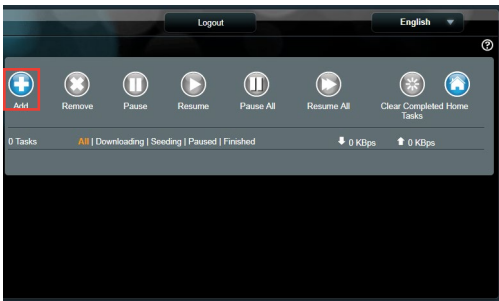 Logout English
?
Add Remove Pause Resume Pause All Resume All Clear Completed Tasks Home
0 Tasks All | Downloading | Seeding | Paused | Finished 0 KBps 0 KBps